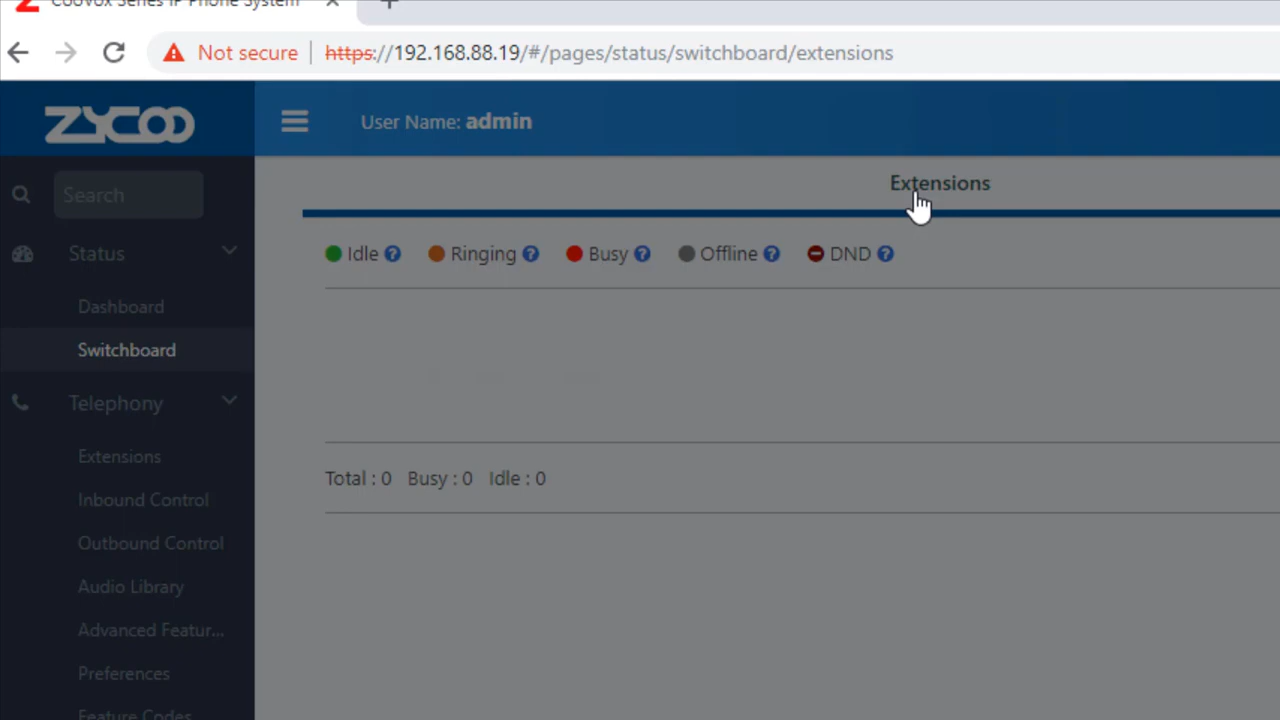 CooVox Series IP Phone System
Not secure https://192.168.88.19/#/pages/status/switchboard/extensions
ZYCOO
User Name: admin
Search
Extensions
Status
Idle Ringing Busy Offline DND
Dashboard
Switchboard
Telephony
Extensions
Total : 0 Busy : 0 Idle : 0
Inbound Control
Outbound Control
Audio Library
Advanced Featur...
Preferences
Feature Codes